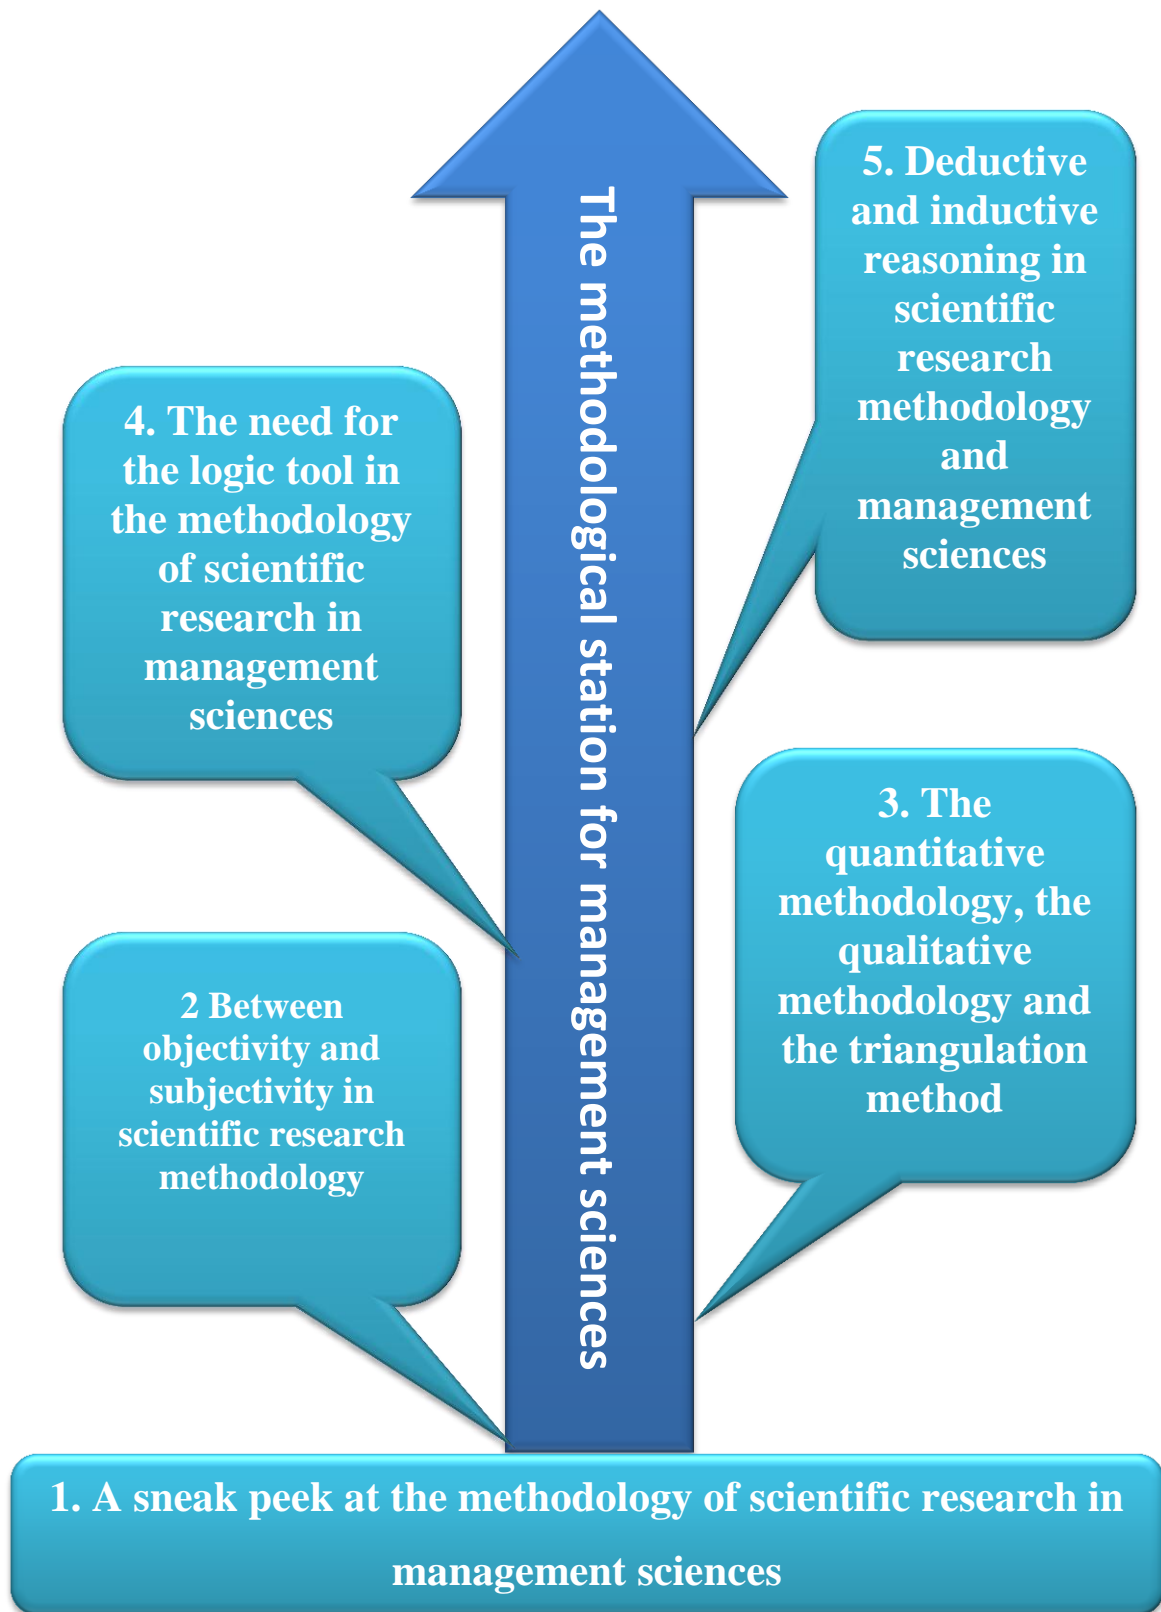 The methodological station for management sciences
5. Deductive
and inductive
reasoning in
scientific
research
methodology
and
management
sciences
4. The need for
the logic tool in
the methodology
of scientific
research in
management
sciences
3. The
quantitative
methodology, the
qualitative
methodology and
the triangulation
method
2 Between
objectivity and
subjectivity in
scientific research
methodology
1. A sneak peek at the methodology of scientific research in
management sciences